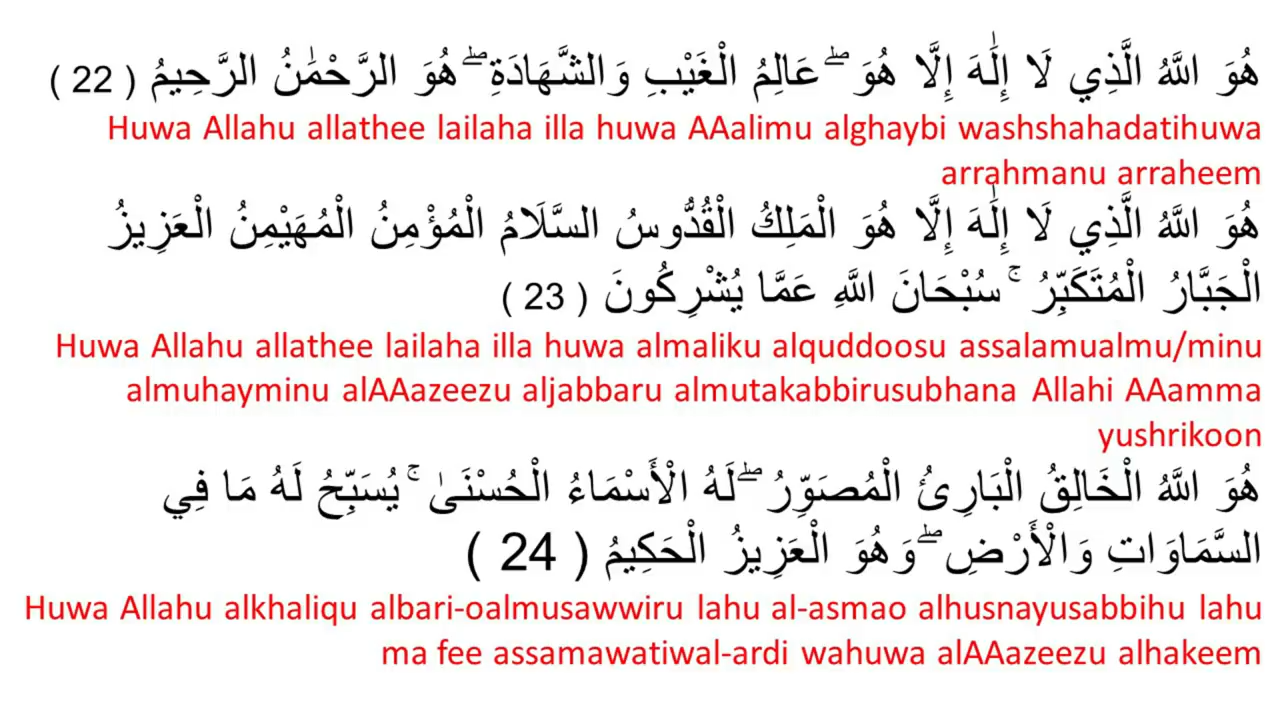 هُوَ اللَّهُ الَّذِي لَا إِلَٰهَ إِلَّا هُوَ ۖ عَالِمُ الْغَيْبِ وَالشَّهَادَةِ ۖ هُوَ الرَّحْمَٰنُ الرَّحِيمُ ( 22 )
Huwa Allahu allathee lailaha illa huwa AAalimu alghaybi washshahadatihuwa
arrahmanu arraheem
هُوَ اللَّهُ الَّذِي لَا إِلَٰهَ إِلَّا هُوَ الْمَلِكُ الْقُدُّوسُ السَّلَامُ الْمُؤْمِنُ الْمُهَيْمِنُ الْعَزِيزُ
الْجَبَّارُ الْمُتَكَبِّرُ ۚ سُبْحَانَ اللَّهِ عَمَّا يُشْرِكُونَ ( 23 )
Huwa Allahu allathee lailaha illa huwa almaliku alquddoosu assalamualmu/minu
almuhayminu alAAazeezu aljabbaru almutakabbirusubhana Allahi AAamma
yushrikoon
هُوَ اللَّهُ الْخَالِقُ الْبَارِئُ الْمُصَوِّرُ ۖ لَهُ الْأَسْمَاءُ الْحُسْنَىٰ ۚ يُسَبِّحُ لَهُ مَا فِي
السَّمَاوَاتِ وَالْأَرْضِ ۖ وَهُوَ الْعَزِيزُ الْحَكِيمُ ( 24 )
Huwa Allahu alkhaliqu albari-oalmusawwiru lahu al-asmao alhusnayusabbihu lahu
ma fee assamawatiwal-ardi wahuwa alAAazeezu alhakeem